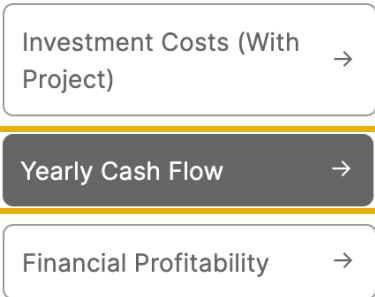 Investment Costs (With
Project)
Yearly Cash Flow
Financial Profitability